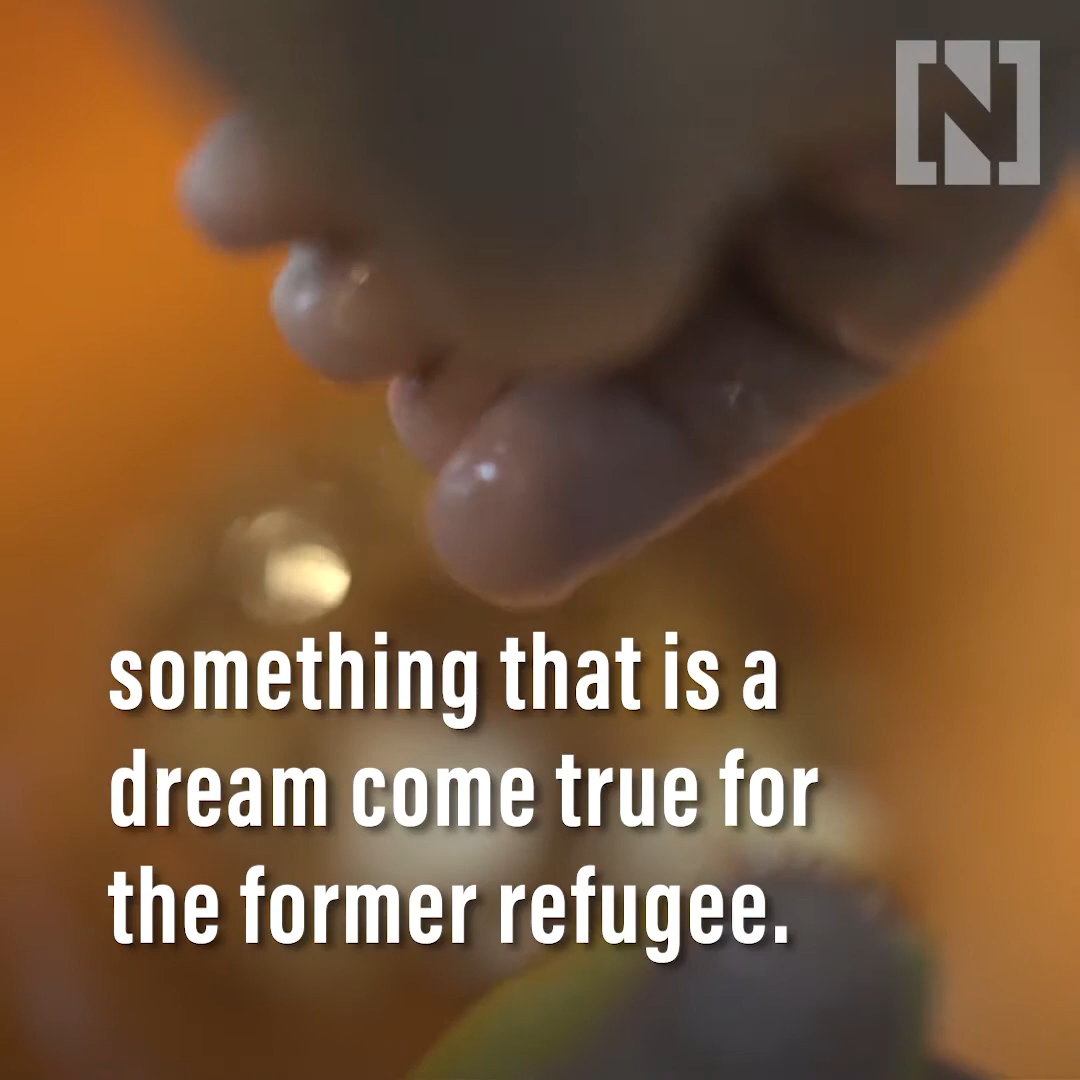 [N]
something that is a
dream come true for
the former refugee.